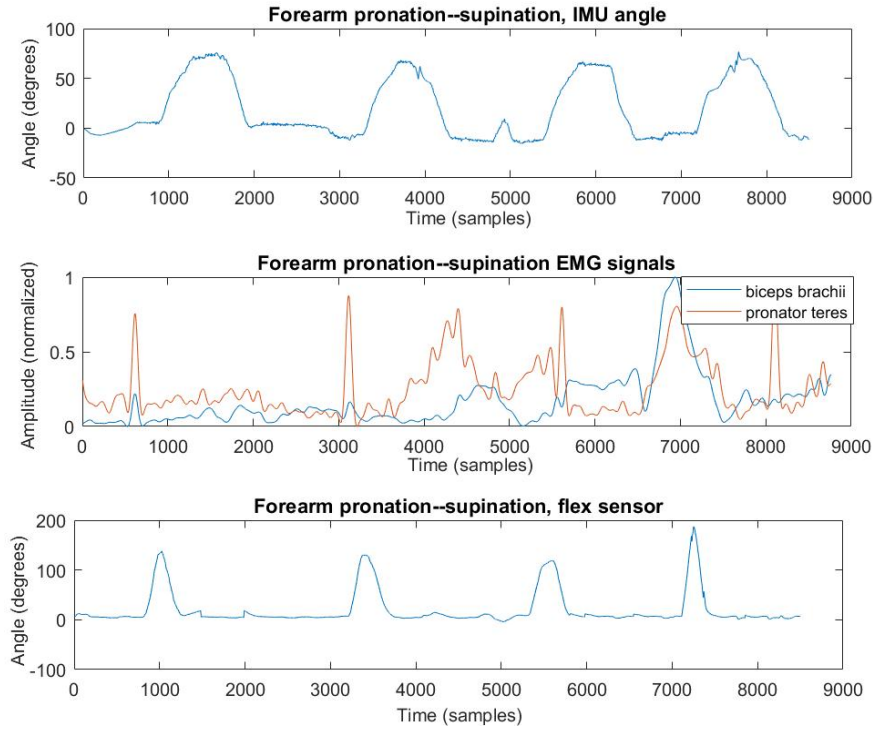 Forearm pronation--supination, IMU angle
100
50
0
-50
Angle (degrees)
0 1000 2000 3000 4000 5000 6000 7000 8000 9000
Time (samples)
Forearm pronation--supination EMG signals
1
0.5
0
Amplitude (normalized)
biceps brachii
pronator teres
0 1000 2000 3000 4000 5000 6000 7000 8000 9000
Time (samples)
Forearm pronation--supination, flex sensor
200
100
0
-100
Angle (degrees)
0 1000 2000 3000 4000 5000 6000 7000 8000 9000
Time (samples)